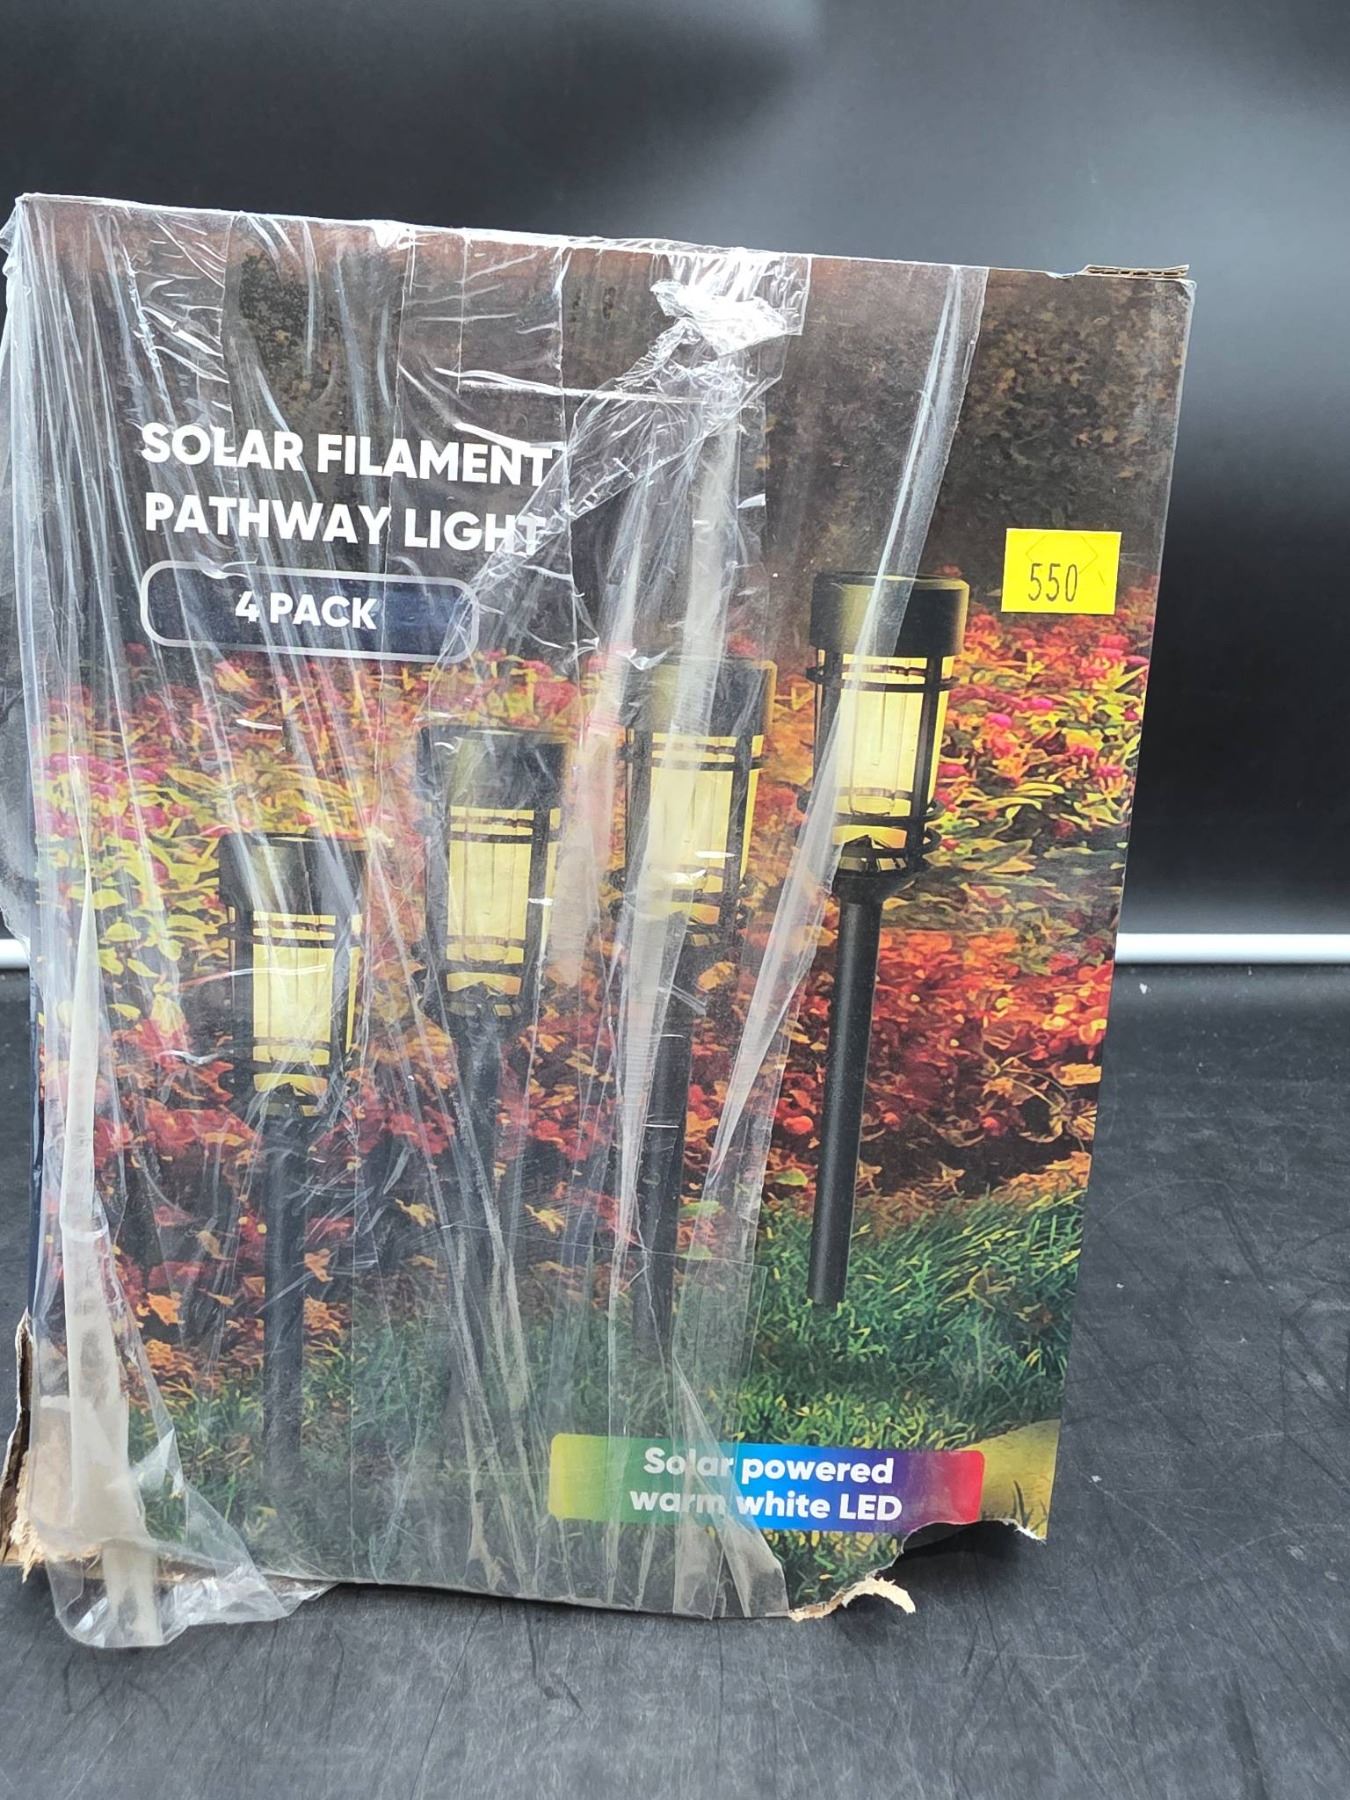 SOLAR FILAMENT
PATHWAY LIGHT
4 PACK
550
Solar powered
warm white LED